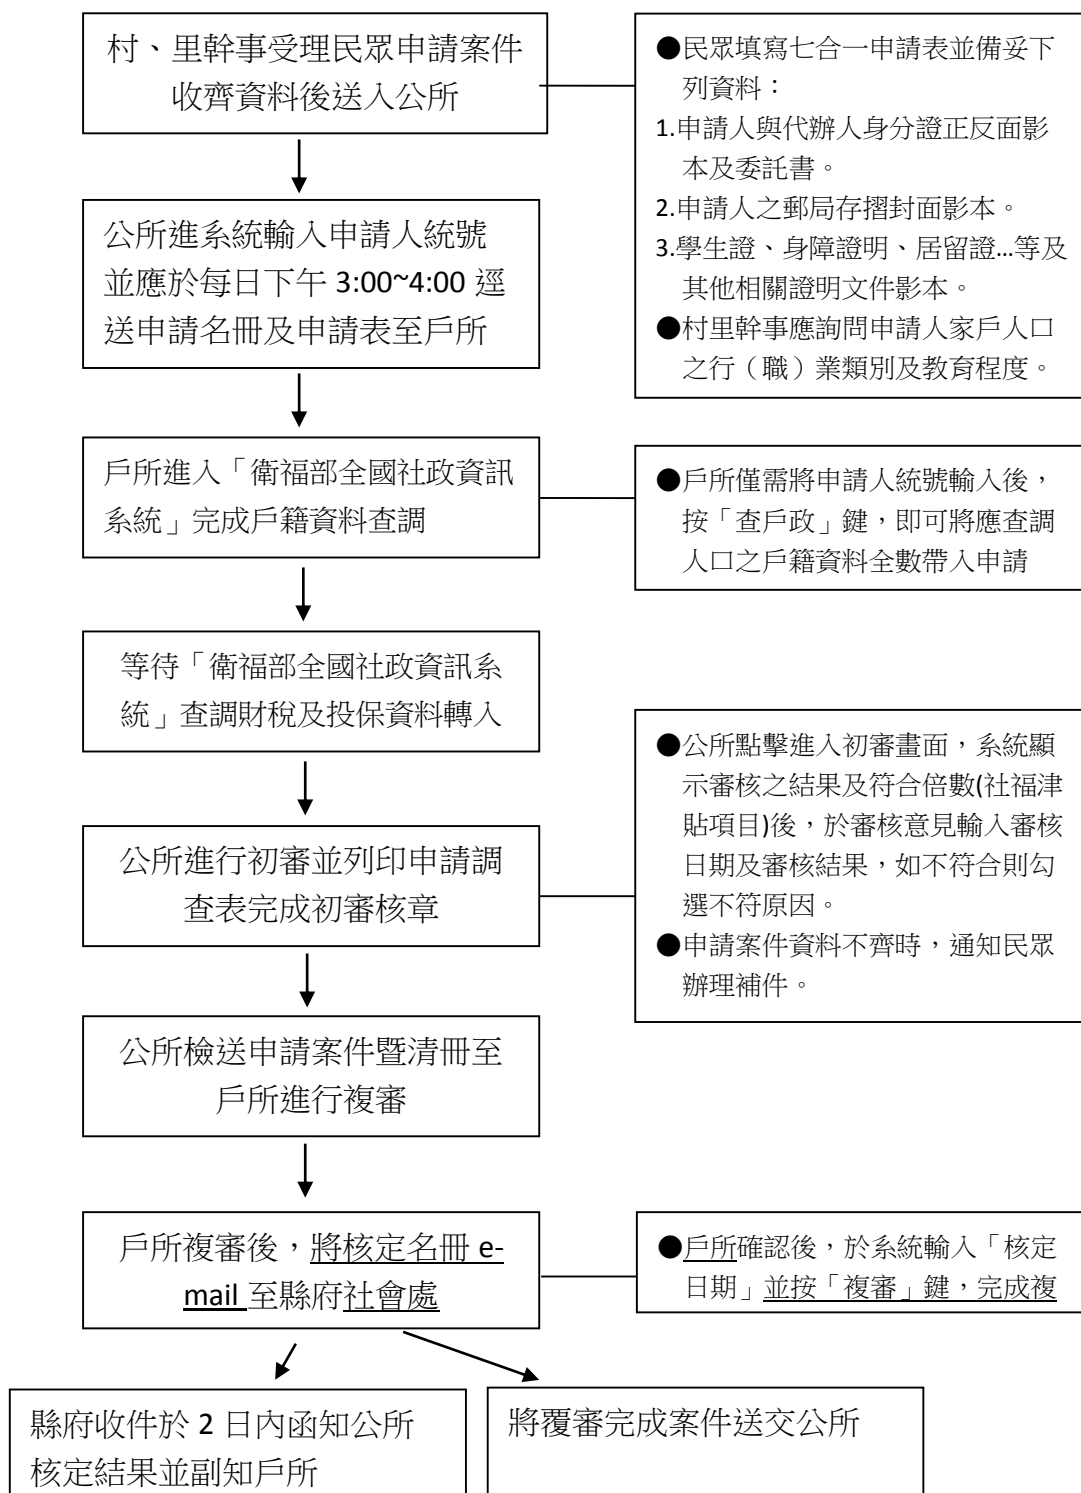 村、里幹事受理民眾申請案件
收齊資料後送入公所
●民眾填寫七合一申請表並備妥下
列資料：
1.申請人與代辦人身分證正反面影
本及委託書。
2.申請人之郵局存摺封面影本。
3.學生證、身障證明、居留證…等及
其他相關證明文件影本。
●村里幹事應詢問申請人家戶人口
之行（職）業類別及教育程度。
公所進系統輸入申請人統號
並應於每日下午 3:00~4:00 逕
送申請名冊及申請表至戶所
戶所進入「衛福部全國社政資訊
系統」完成戶籍資料查調
●戶所僅需將申請人統號輸入後，
按「查戶政」鍵，即可將應查調
人口之戶籍資料全數帶入申請
等待「衛福部全國社政資訊系
統」查調財稅及投保資料轉入
公所進行初審並列印申請調
查表完成初審核章
●公所點擊進入初審畫面，系統顯
示審核之結果及符合倍數(社福津
貼項目)後，於審核意見輸入審核
日期及審核結果，如不符合則勾
選不符原因。
●申請案件資料不齊時，通知民眾
辦理補件。
公所檢送申請案件暨清冊至
戶所進行複審
戶所複審後，將核定名冊 e-
mail 至縣府社會處
●戶所確認後，於系統輸入「核定
日期」並按「複審」鍵，完成複
縣府收件於 2 日內函知公所
核定結果並副知戶所
將覆審完成案件送交公所